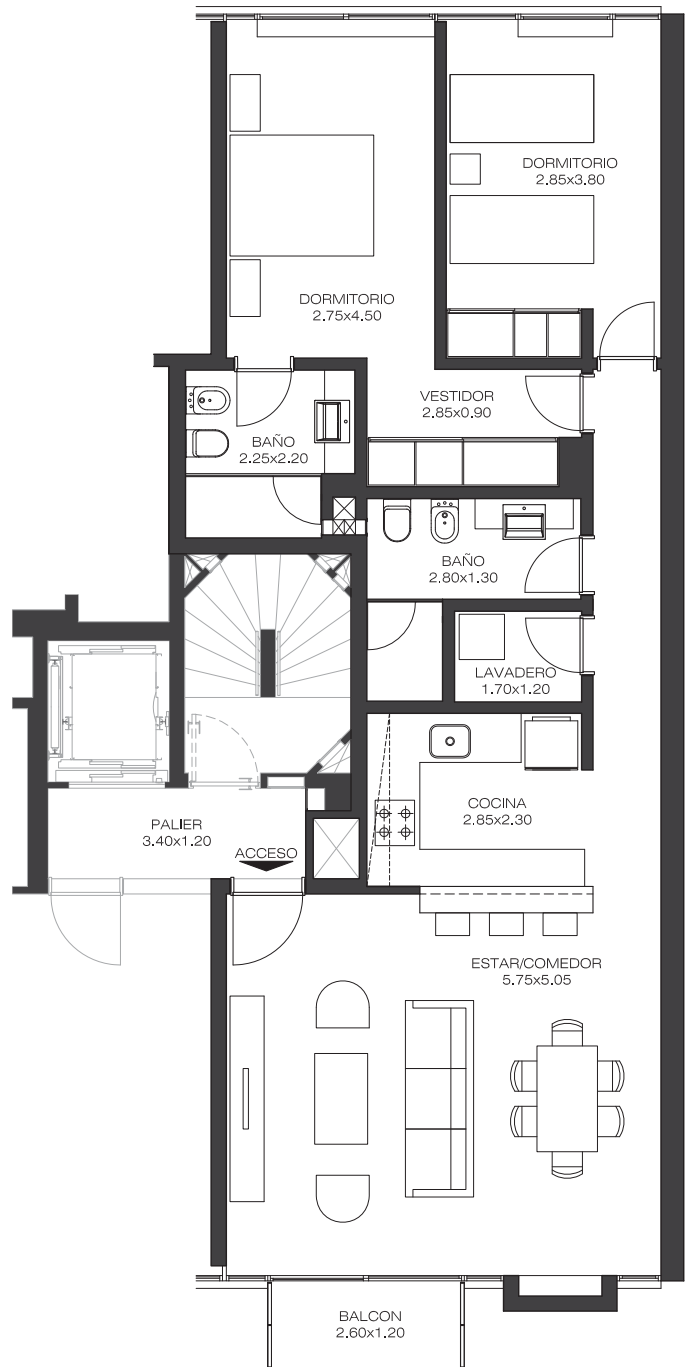 DORMITORIO
2.85x3.80
DORMITORIO
2.75x4.50
VESTIDOR
2.85x0.90
BAÑO
2.25x2.20
BAÑO
2.80x1.30
LAVADERO
1.70x1.20
COCINA
2.85x2.30
PALIER
3.40x1.20
ACCESO
ESTAR/COMEDOR
5.75x5.05
BALCON
2.60x1.20